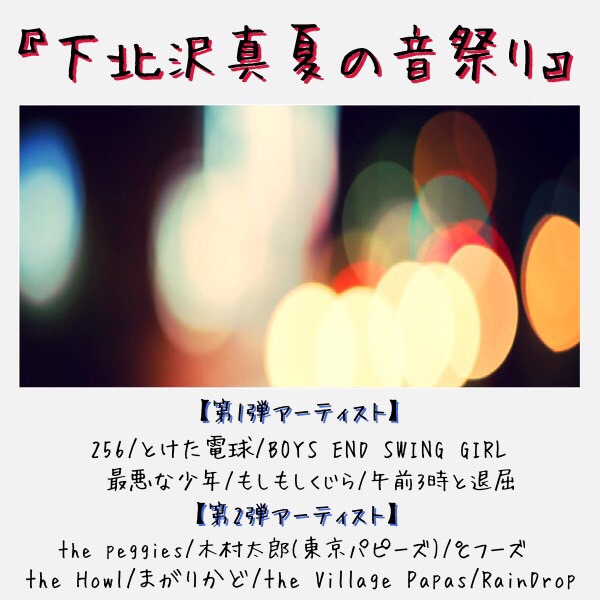 『下北沢真夏の音祭り』
【第1弾アーティスト】
256/とけた電球/BOYS END SWING GIRL
最悪な少年/もしもしくじら/午前3時と退屈
【第2弾アーティスト】
the peggies/木村太郎(東京パピーズ)/とフーズ
the Howl/まがりかど/the Village Papas/RainDrop